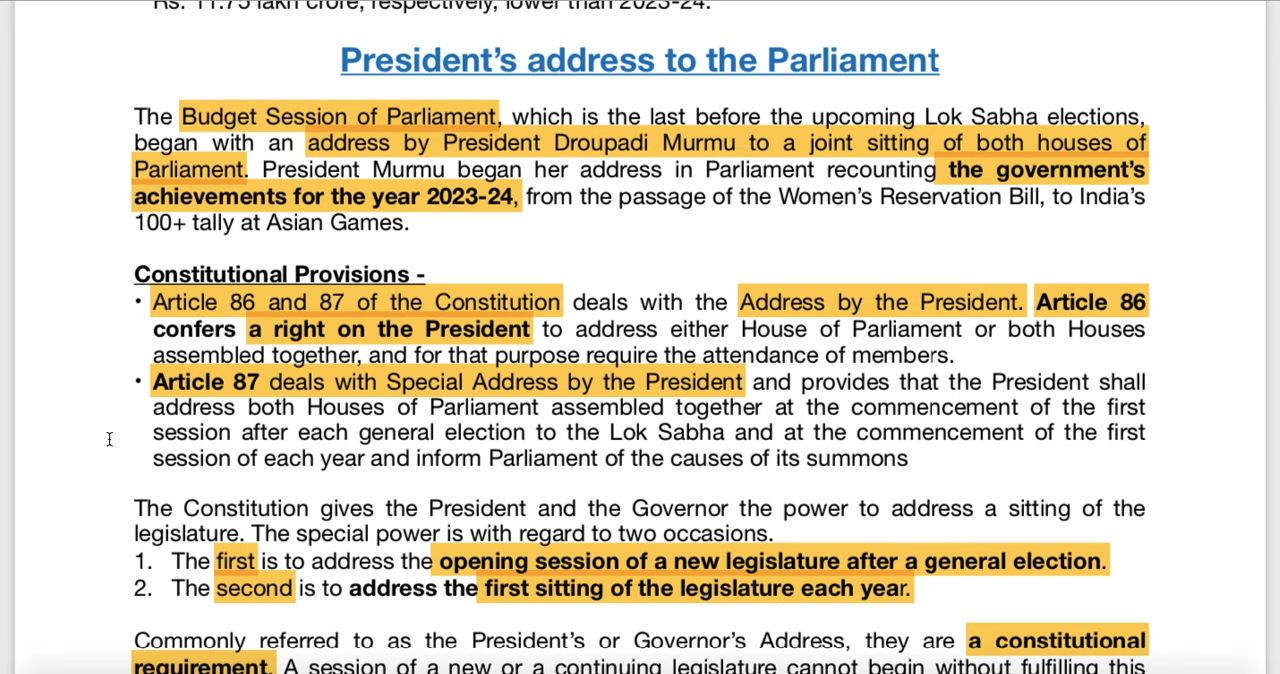 Rs. 11.75 lakh crore, respectively, lower than 2023-24.
President’s address to the Parliament
The Budget Session of Parliament, which is the last before the upcoming Lok Sabha elections,
began with an address by President Droupadi Murmu to a joint sitting of both houses of
Parliament. President Murmu began her address in Parliament recounting the government’s
achievements for the year 2023-24, from the passage of the Women’s Reservation Bill, to India’s
100+ tally at Asian Games.
Constitutional Provisions -
• Article 86 and 87 of the Constitution deals with the Address by the President. Article 86
confers a right on the President to address either House of Parliament or both Houses
assembled together, and for that purpose require the attendance of members.
• Article 87 deals with Special Address by the President and provides that the President shall
address both Houses of Parliament assembled together at the commencement of the first
session after each general election to the Lok Sabha and at the commencement of the first
session of each year and inform Parliament of the causes of its summons
The Constitution gives the President and the Governor the power to address a sitting of the
legislature. The special power is with regard to two occasions.
1. The first is to address the opening session of a new legislature after a general election.
2. The second is to address the first sitting of the legislature each year.
Commonly referred to as the President’s or Governor’s Address, they are a constitutional
requirement. A session of a new or a continuing legislature cannot begin without fulfilling this